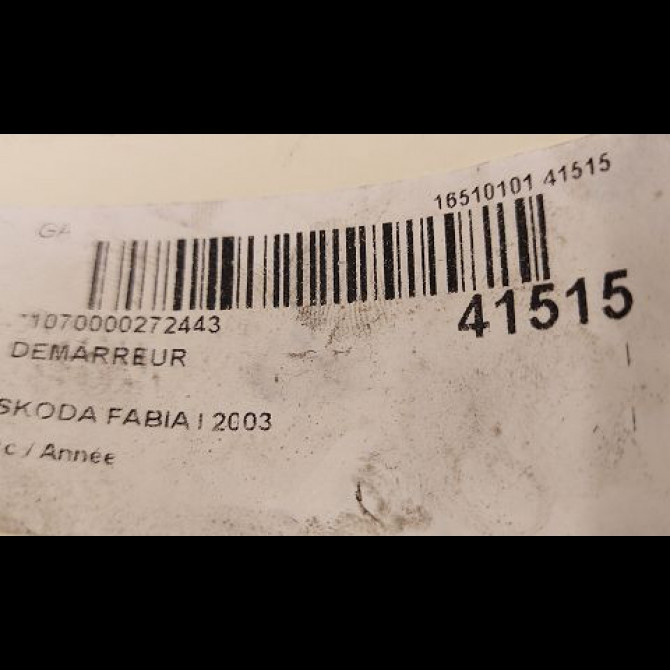 16510101 41515
1070000272443
41515
DEMARREUR
SKODA FABIA I 2003
/ Année